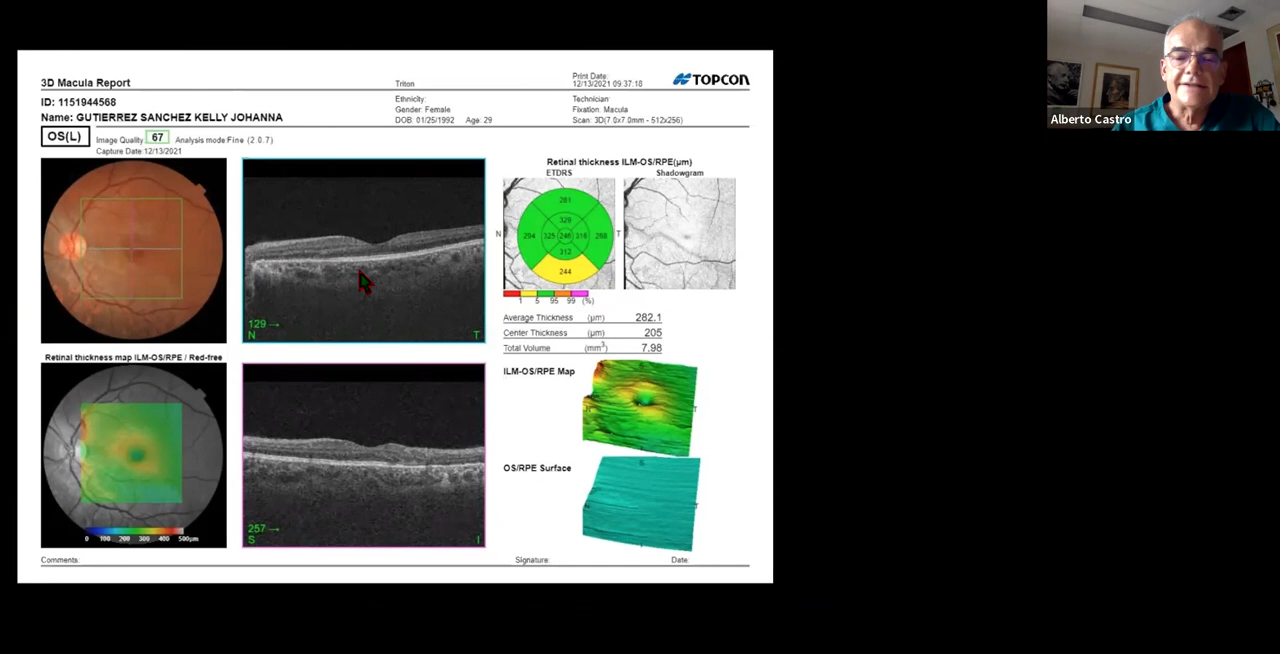 3D Macula Report
Triton
Print Date:
12/13/2021 09:37:18
TOPCON
ID: 1151944568
Ethnicity:
Technician:
Name: GUTIERREZ SANCHEZ KELLY JOHANNA
Gender: Female
Fixation: Macula
DOB: 01/25/1992 Age: 29
Scan: 3D(7.0x7.0mm - 512x256)
OS(L)
Image Quality 67 Analysis mode:Fine (2.0.7)
Capture Date:12/13/2021
129→
N T
Retinal thickness ILM-OS/RPE(μm)
ETDRS Shadowgram
281
329
N 294 325 246 316 268 T
312
244
1 5 95 99 (%)
Average Thickness (μm) 282.1
Center Thickness (μm) 205
Total Volume (mm³) 7.98
Retinal thickness map ILM-OS/RPE / Red-free
0 100 200 300 400 500μm
257→
S I
ILM-OS/RPE Map
N T
OS/RPE Surface
S
T
Comments: Signature: Date:
Alberto Castro